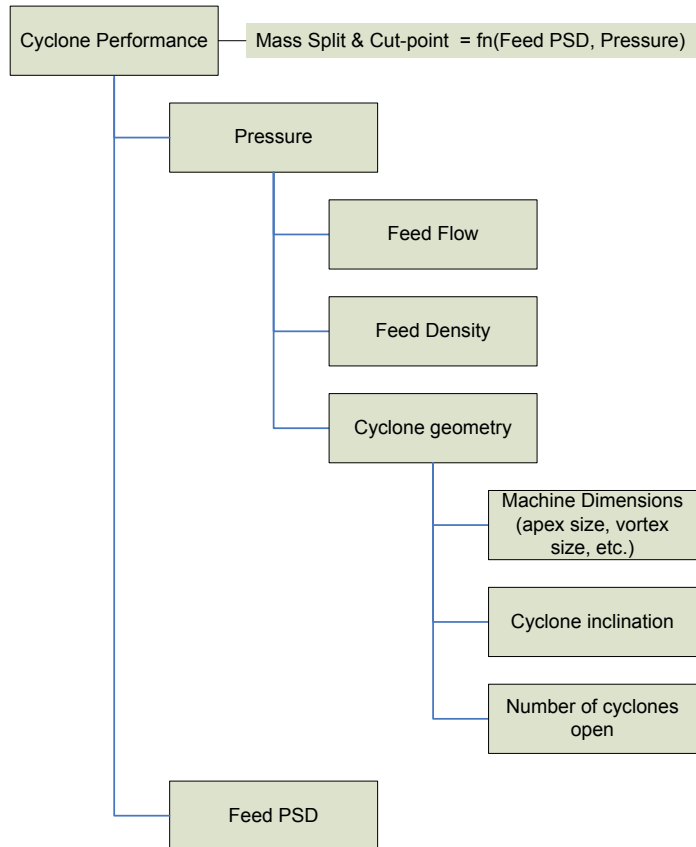 Cyclone Performance
Mass Split & Cut-point = fn(Feed PSD, Pressure)
Pressure
Feed Flow
Feed Density
Cyclone geometry
Machine Dimensions
(apex size, vortex
size, etc.)
Cyclone inclination
Number of cyclones
open
Feed PSD